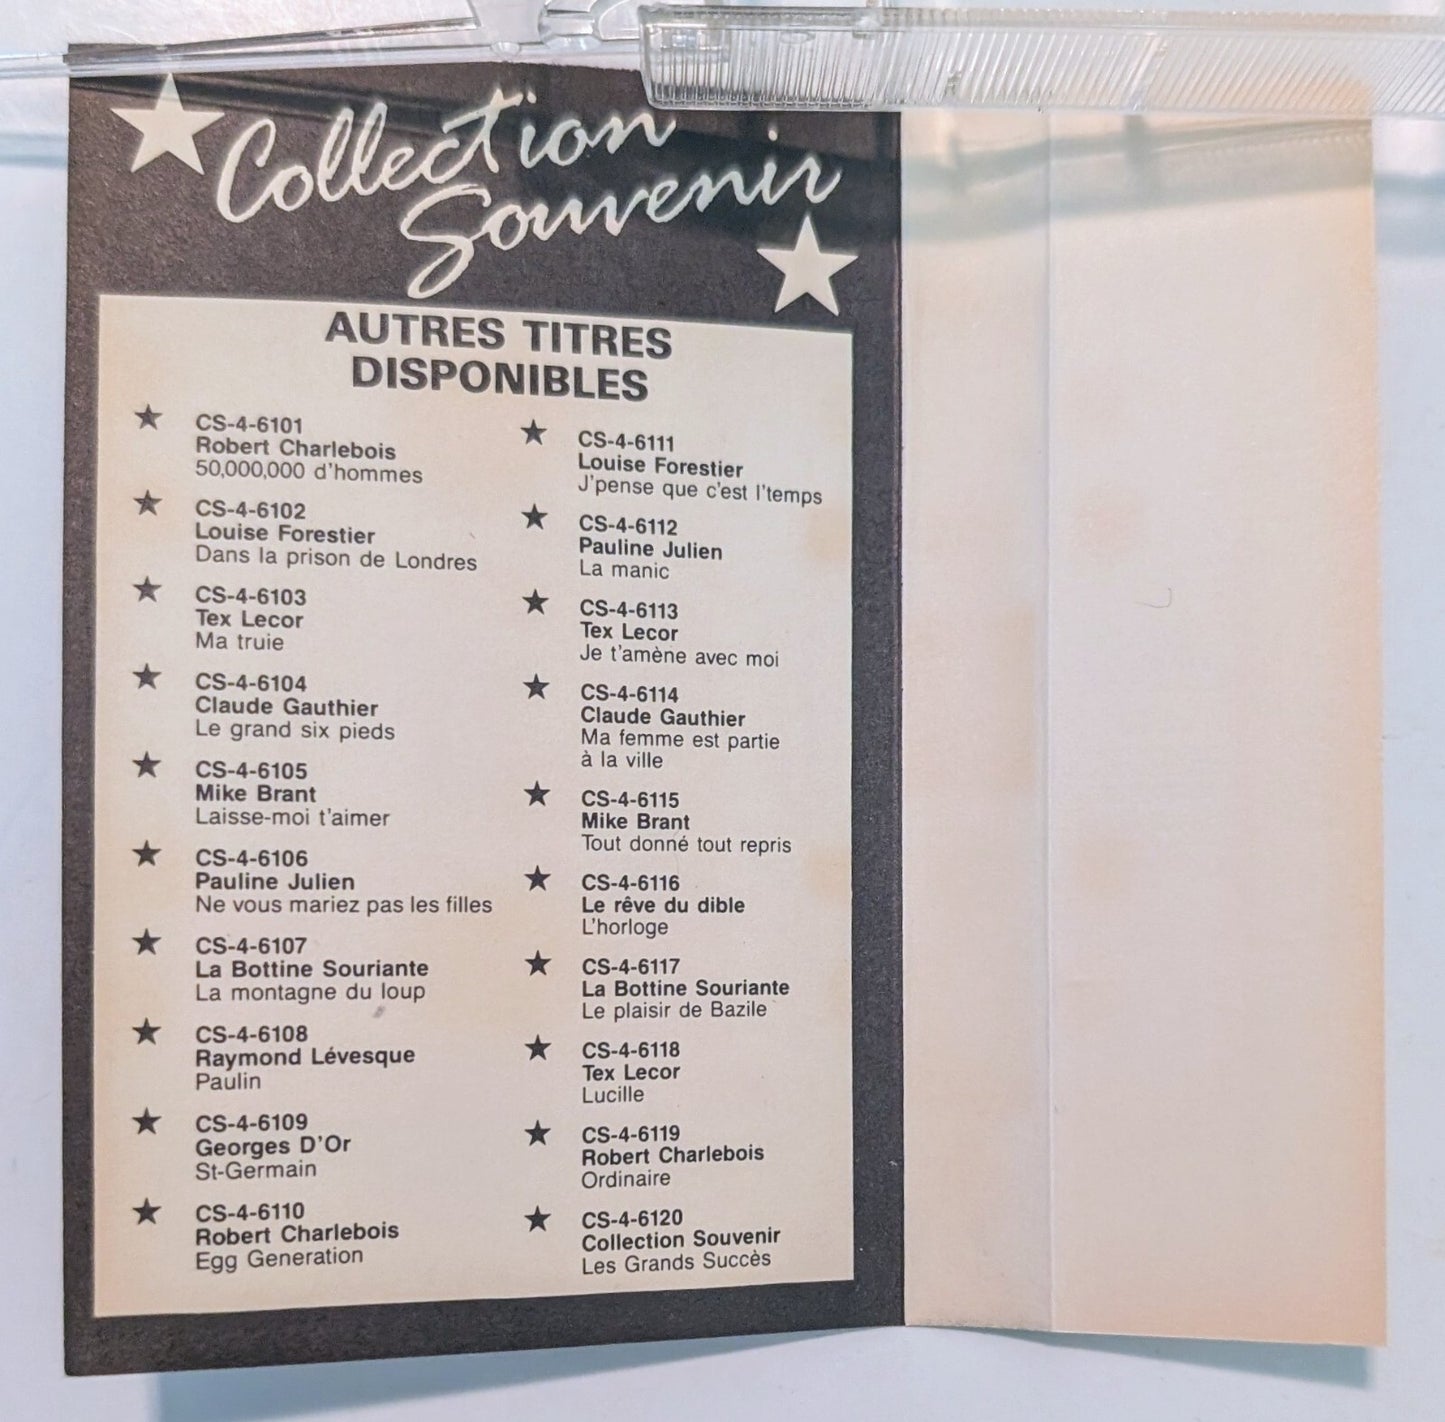 Collection
Souvenir
AUTRES TITRES
DISPONIBLES
CS-4-6101
Robert Charlebois
50,000,000 d'hommes
CS-4-6102
Louise Forestier
Dans la prison de Londres
CS-4-6103
Tex Lecor
Ma truie
CS-4-6104
Claude Gauthier
Le grand six pieds
CS-4-6105
Mike Brant
Laisse-moi t'aimer
CS-4-6106
Pauline Julien
Ne vous mariez pas les filles
CS-4-6107
La Bottine Souriante
La montagne du loup
CS-4-6108
Raymond Lévesque
Paulin
CS-4-6109
Georges D'Or
St-Germain
CS-4-6110
Robert Charlebois
Egg Generation
CS-4-6111
Louise Forestier
J'pense que c'est l'temps
CS-4-6112
Pauline Julien
La manic
CS-4-6113
Tex Lecor
Je t'amène avec moi
CS-4-6114
Claude Gauthier
Ma femme est partie
à la ville
CS-4-6115
Mike Brant
Tout donné tout repris
CS-4-6116
Le rêve du dible
L'horloge
CS-4-6117
La Bottine Souriante
Le plaisir de Bazile
CS-4-6118
Tex Lecor
Lucille
CS-4-6119
Robert Charlebois
Ordinaire
CS-4-6120
Collection Souvenir
Les Grands Succès